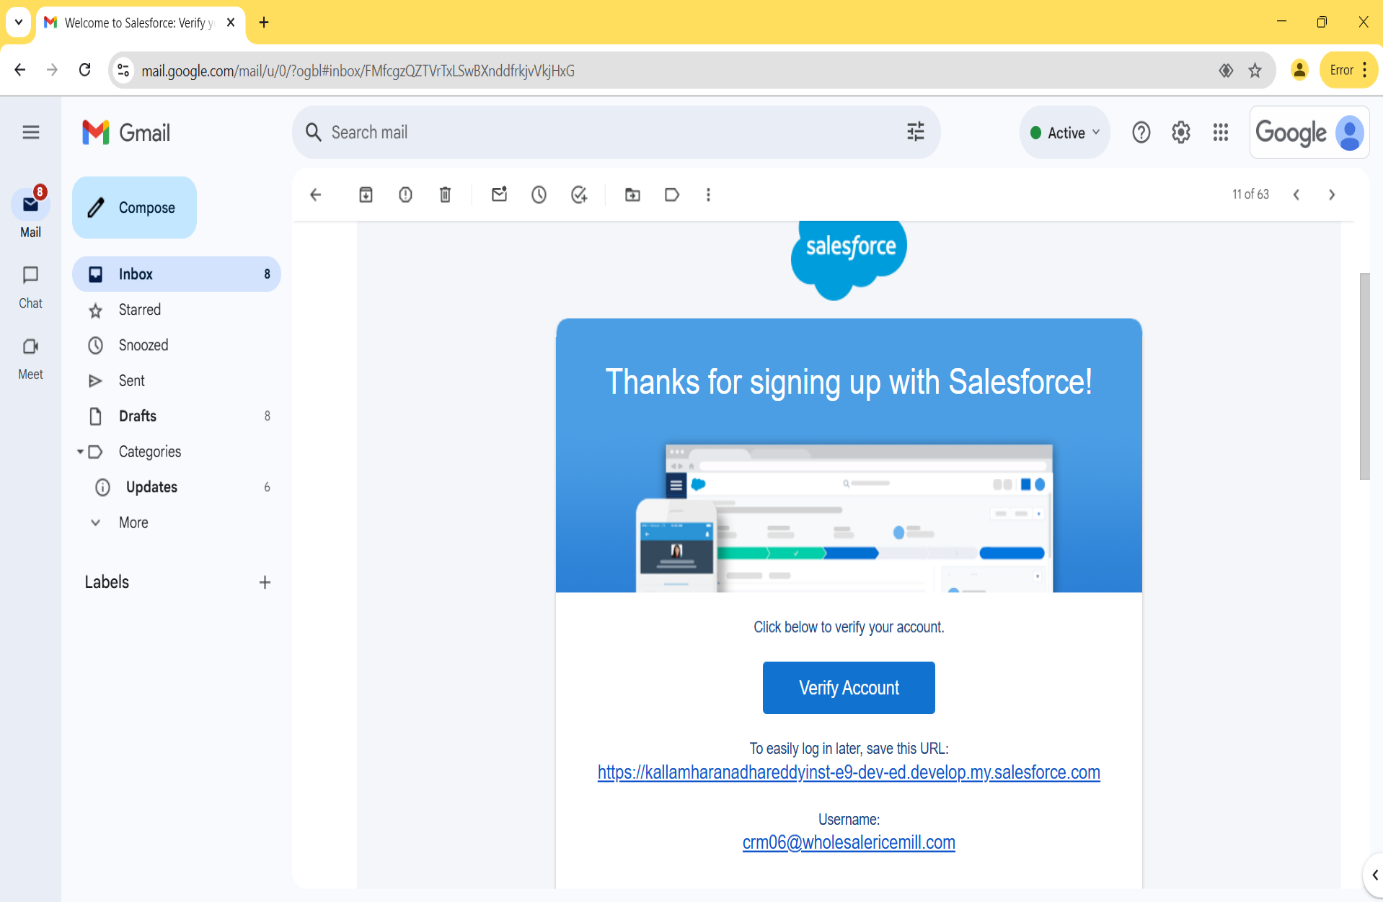 Welcome to Salesforce: Verify y
mail.google.com/mail/u/0/?ogbl#inbox/FMfcgzQZTVrTxLSwBXnddfrkjvVkjHxG
Error
Gmail
Search mail
Active
Google
8
Mail
Compose
11 of 63
Inbox 8
Chat
Starred
Snoozed
Meet
Sent
Drafts 8
Categories
Updates 6
More
Labels
salesforce
Thanks for signing up with Salesforce!
Click below to verify your account.
Verify Account
To easily log in later, save this URL:
https://kallamharanadhareddyinst-e9-dev-ed.develop.my.salesforce.com
Username:
crm06@wholesalericemill.com